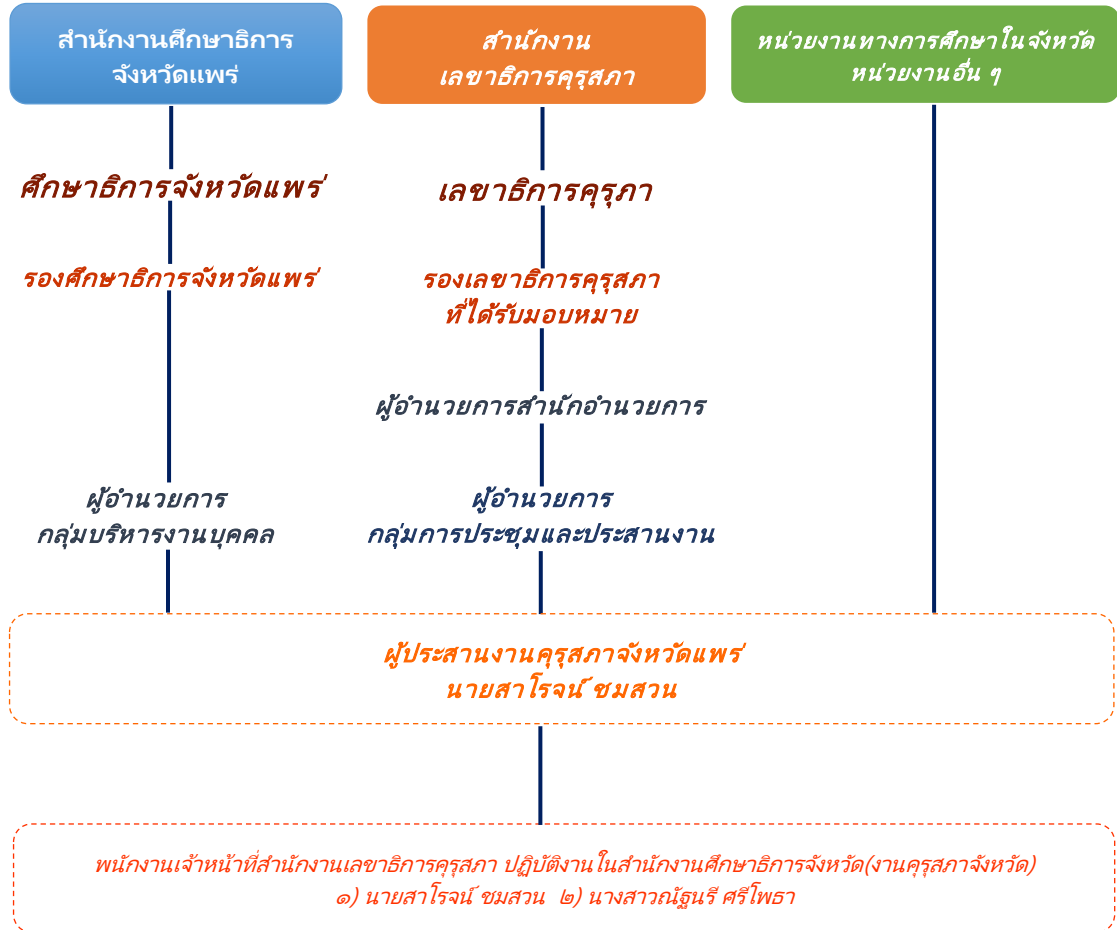 สำนักงานศึกษาธิการ
จังหวัดแพร่
สำนักงาน
เลขาธิการคุรุสภา
หน่วยงานทางการศึกษาในจังหวัด
หน่วยงานอื่น ๆ
ศึกษาธิการจังหวัดแพร่
เลขาธิการคุรุภา
รองศึกษาธิการจังหวัดแพร่
รองเลขาธิการคุรุสภา
ที่ได้รับมอบหมาย
ผู้อำนวยการสำนักอำนวยการ
ผู้อำนวยการ
กลุ่มบริหารงานบุคคล
ผู้อำนวยการ
กลุ่มการประชุมและประสานงาน
ผู้ประสานงานคุรุสภาจังหวัดแพร่
นายสาโรจน์ ชมสวน
พนักงานเจ้าหน้าที่สำนักงานเลขาธิการคุรุสภา ปฏิบัติงานในสำนักงานศึกษาธิการจังหวัด(งานคุรุสภาจังหวัด)
๑) นายสาโรจน์ ชมสวน  ๒) นางสาวณัฐนรี ศรีโพธา